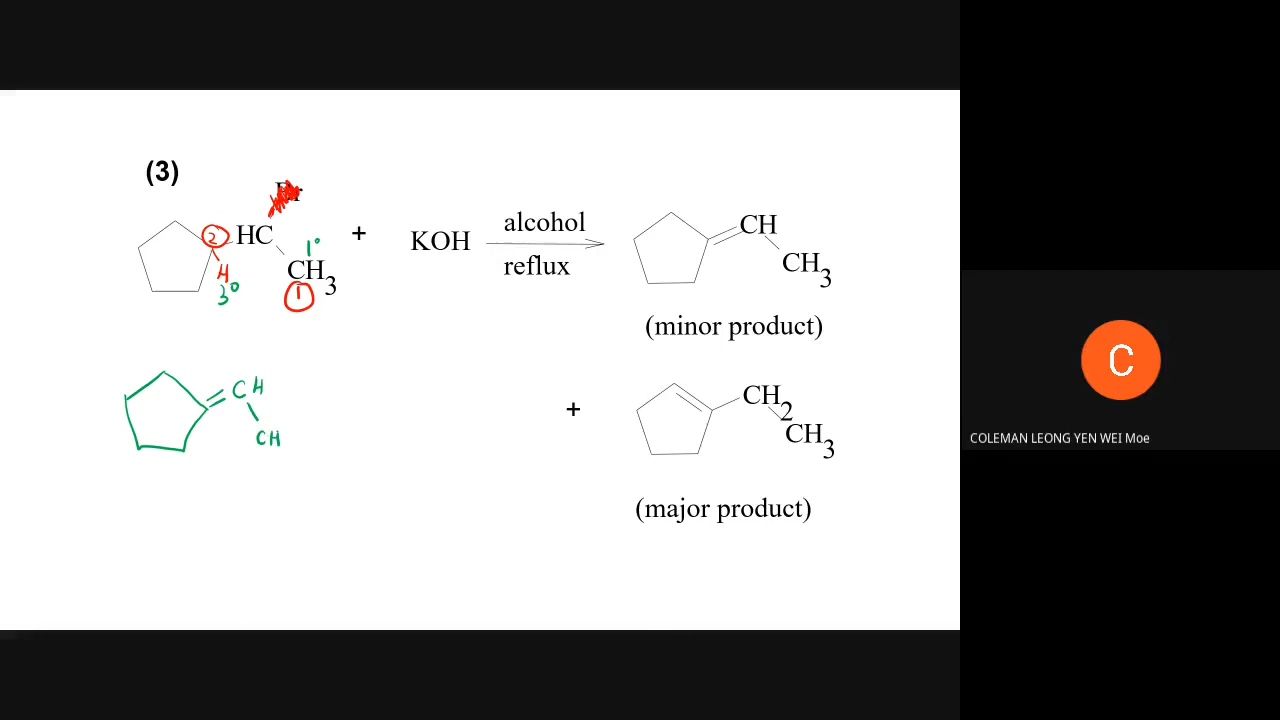 (3)
Br
2 HC
1°
CH3
H
3°
1
+
KOH
alcohol
reflux
CH
CH3
(minor product)
CH
CH
+
CH2
CH3
(major product)
C
COLEMAN LEONG YEN WEI Moe